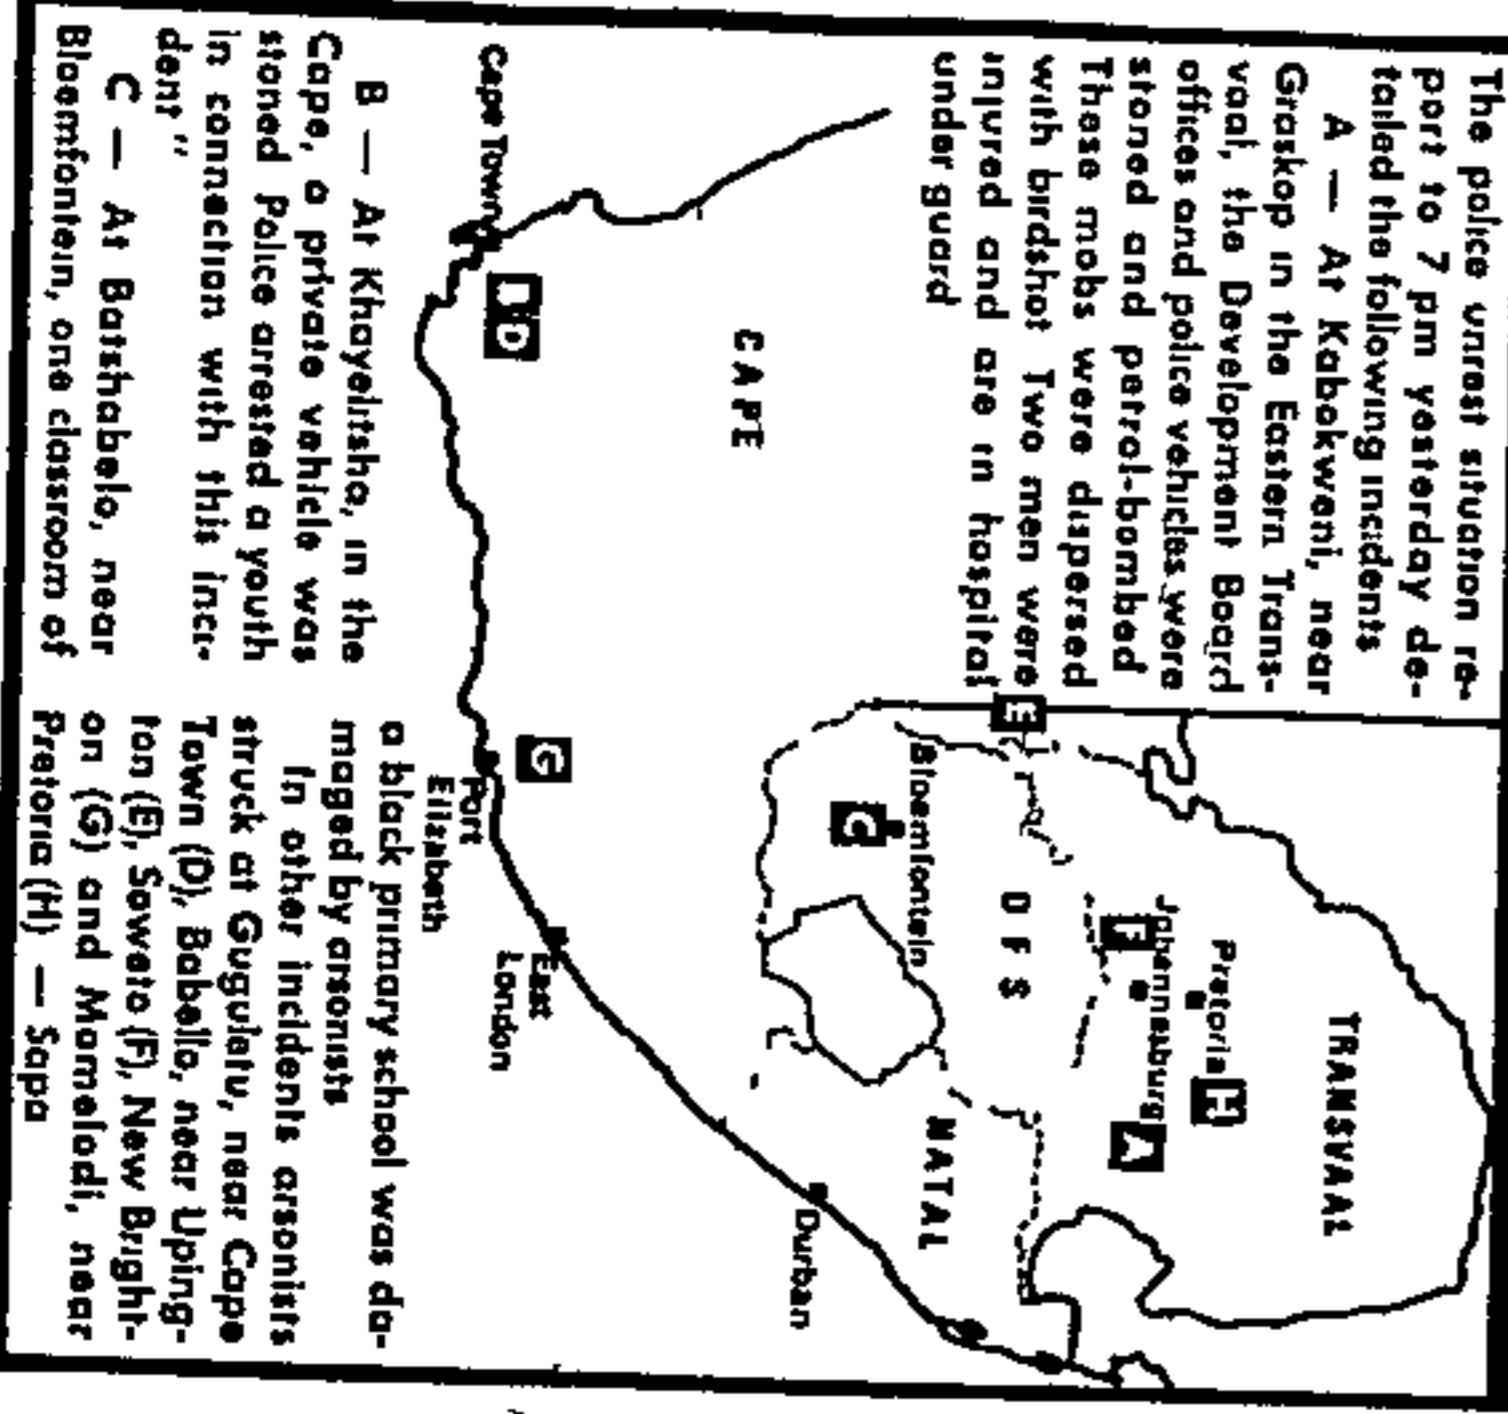 The police unrest situation re-
port to 7 pm yesterday de-
tailed the following incidents
A — At Kabokweni, near
Graskop in the Eastern Trans-
vaal, the Development Board
offices and police vehicles were
stoned and petrol-bombed
These mobs were dispersed
with birdshot Two men were
injured and are in hospital
under guard
TRANSVAAL
Pretoria
H
A
Johannesburg
F
E
O F S
Bloemfontein
C
NATAL
Durban
CAPE
D
G
Cape Town
Port
Elizabeth
East
London
B — At Khayelitsha, in the
Cape, a private vehicle was
stoned Police arrested a youth
in connection with this inci-
dent"
C — At Botshabelo, near
Bloemfontein, one classroom of
a black primary school was da-
maged by arsonists
In other incidents arsonists
struck at Gugulatu, near Cape
Town (D), Babello, near Uping-
ton (E), Soweto (F), New Bright-
on (G) and Mamelodi, near
Pretoria (H) — Sapa